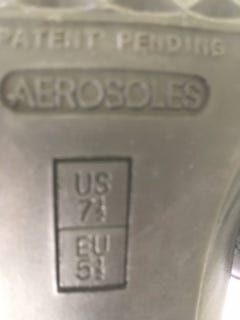 PATENT PENDING
AEROSOLES
US
7½
EU
5½